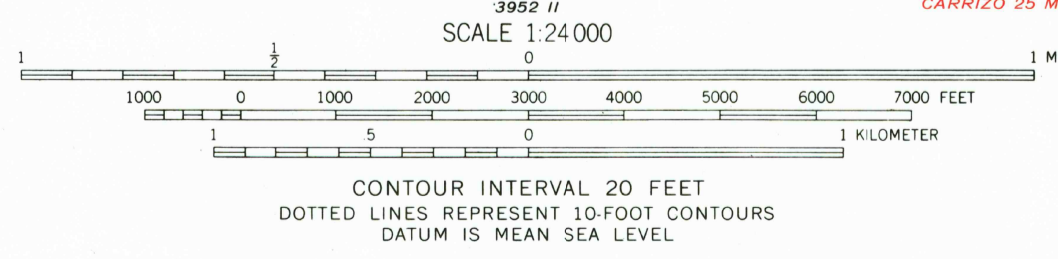 3952 II
CARRIZO 25 M
SCALE 1:24 000
1 ½ 0 1 M
1000 0 1000 2000 3000 4000 5000 6000 7000 FEET
1 .5 0 1 KILOMETER
CONTOUR INTERVAL 20 FEET
DOTTED LINES REPRESENT 10-FOOT CONTOURS
DATUM IS MEAN SEA LEVEL